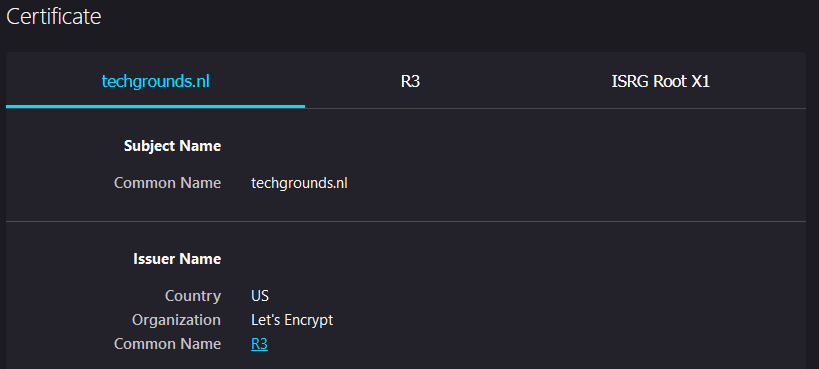 Certificate
techgrounds.nl R3 ISRG Root X1
Subject Name
Common Name techgrounds.nl
Issuer Name
Country US
Organization Let's Encrypt
Common Name R3